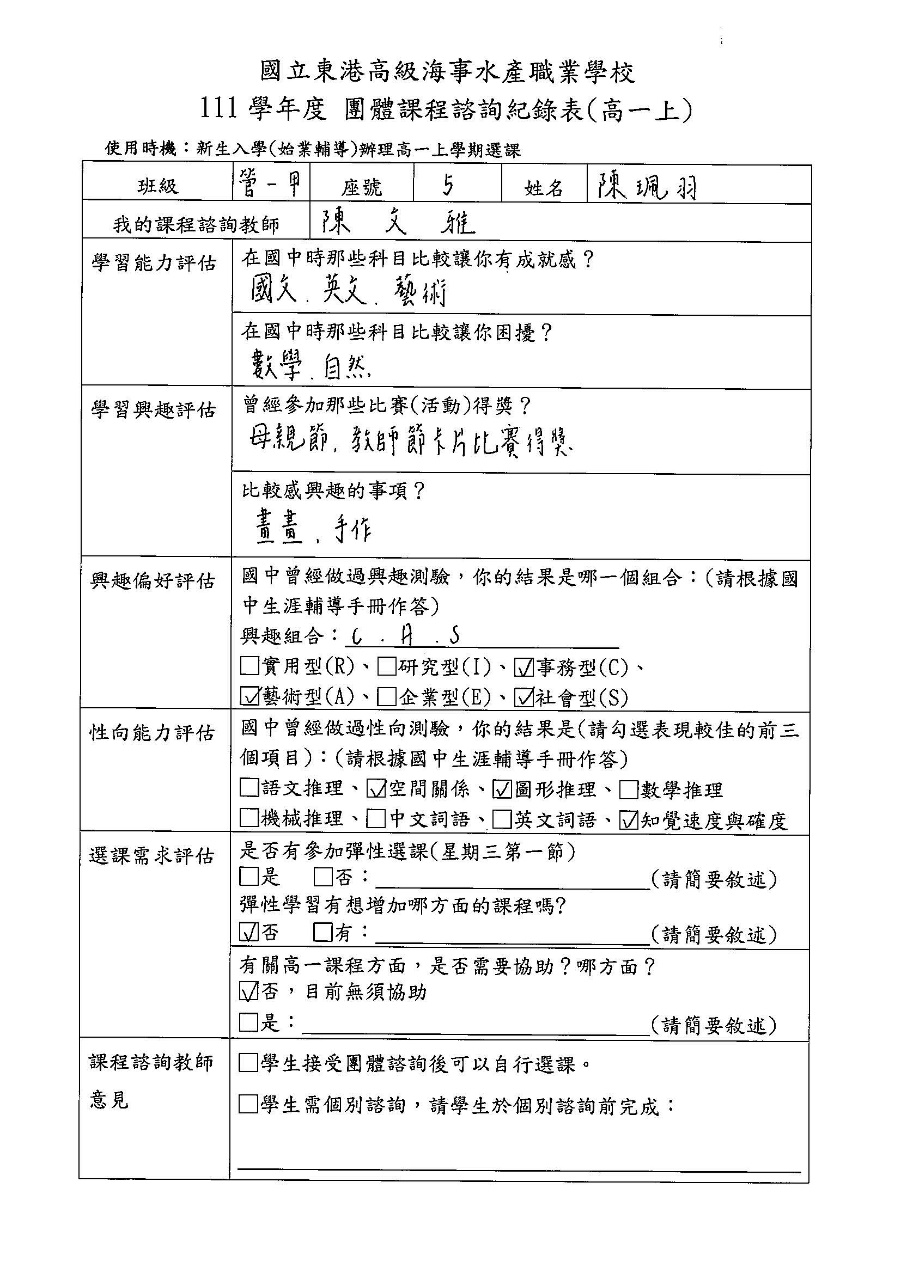 國立東港高級海事水產職業學校
111 學年度 團體課程諮詢紀錄表(高一上)
使用時機：新生入學(始業輔導)辦理高一上學期選課
班級 管一甲 座號 5 姓名 陳珮羽
我的課程諮詢教師 陳文雅
學習能力評估 在國中時那些科目比較讓你有成就感？
國文、英文、藝術
在國中時那些科目比較讓你困擾？
數學、自然
學習興趣評估 曾經參加那些比賽(活動)得獎？
母親節、教師節卡片比賽得獎
比較感興趣的事項？
畫畫、手作
興趣偏好評估 國中曾經做過興趣測驗，你的結果是哪一個組合：(請根據國
中生涯輔導手冊作答)
興趣組合：C . A . S
□實用型(R)、□研究型(I)、☑事務型(C)、
☑藝術型(A)、□企業型(E)、☑社會型(S)
性向能力評估 國中曾經做過性向測驗，你的結果是(請勾選表現較佳的前三
個項目)：(請根據國中生涯輔導手冊作答)
□語文推理、☑空間關係、☑圖形推理、□數學推理
□機械推理、□中文詞語、□英文詞語、☑知覺速度與確度
選課需求評估 是否有參加彈性選課(星期三第一節)
□是 □否：(請簡要敘述)
彈性學習有想增加哪方面的課程嗎?
☑否 □有：(請簡要敘述)
有關高一課程方面，是否需要協助？哪方面？
☑否，目前無須協助
□是：(請簡要敘述)
課程諮詢教師 □學生接受團體諮詢後可以自行選課。
意見 □學生需個別諮詢，請學生於個別諮詢前完成：